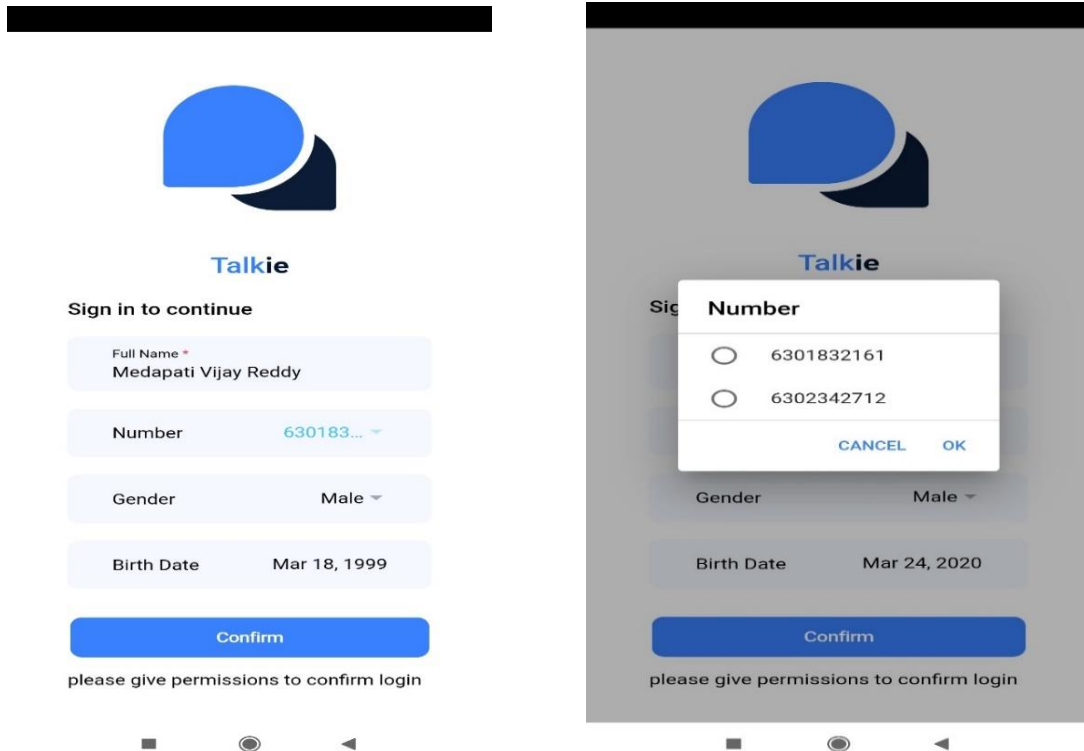 Talkie
Sign in to continue
Full Name *
Medapati Vijay Reddy
Number 630183...
Gender Male
Birth Date Mar 18, 1999
Confirm
please give permissions to confirm login
Talkie
Sig
Number
6301832161
6302342712
CANCEL OK
Gender Male
Birth Date Mar 24, 2020
Confirm
please give permissions to confirm login